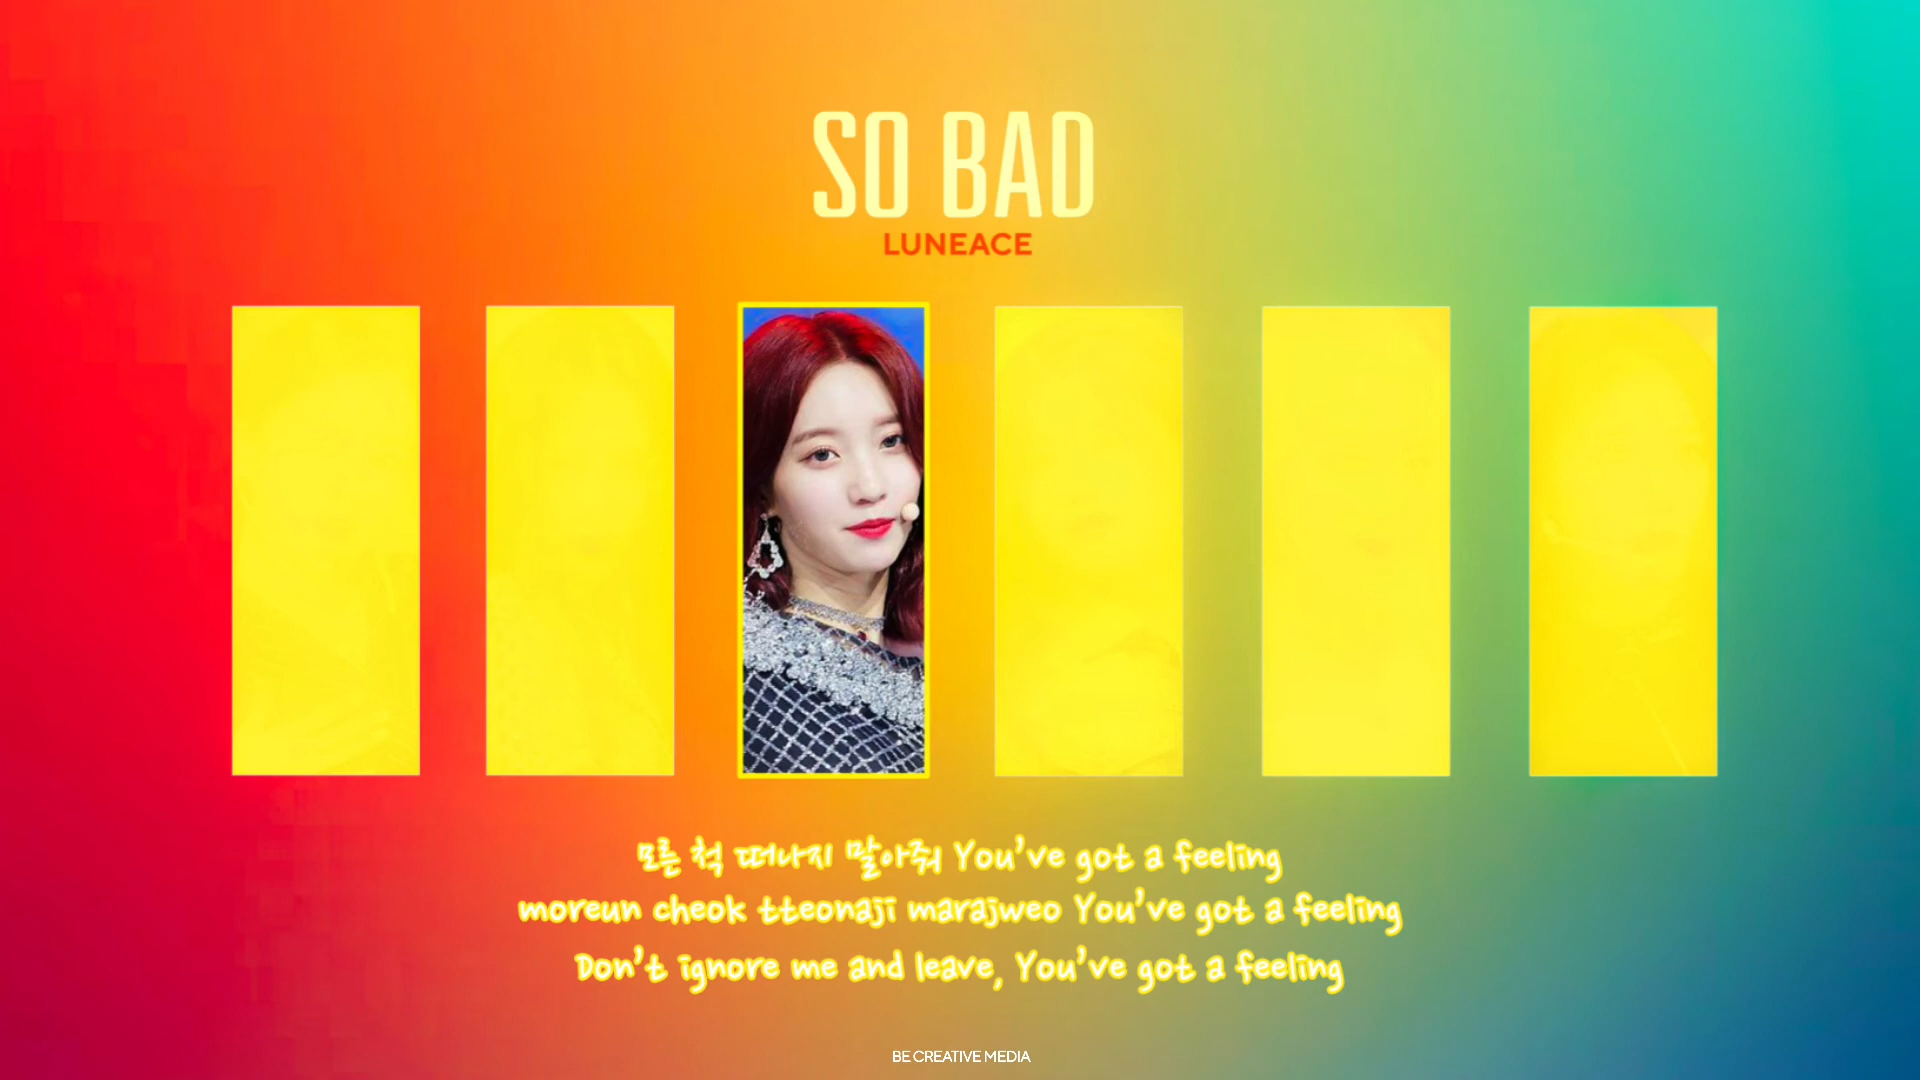 SO BAD
LUNEACE
모른 척 떠나지 말아줘 You've got a feeling
moreun cheok tteonaji marajweo You've got a feeling
Don't ignore me and leave, You've got a feeling
BE CREATIVE MEDIA